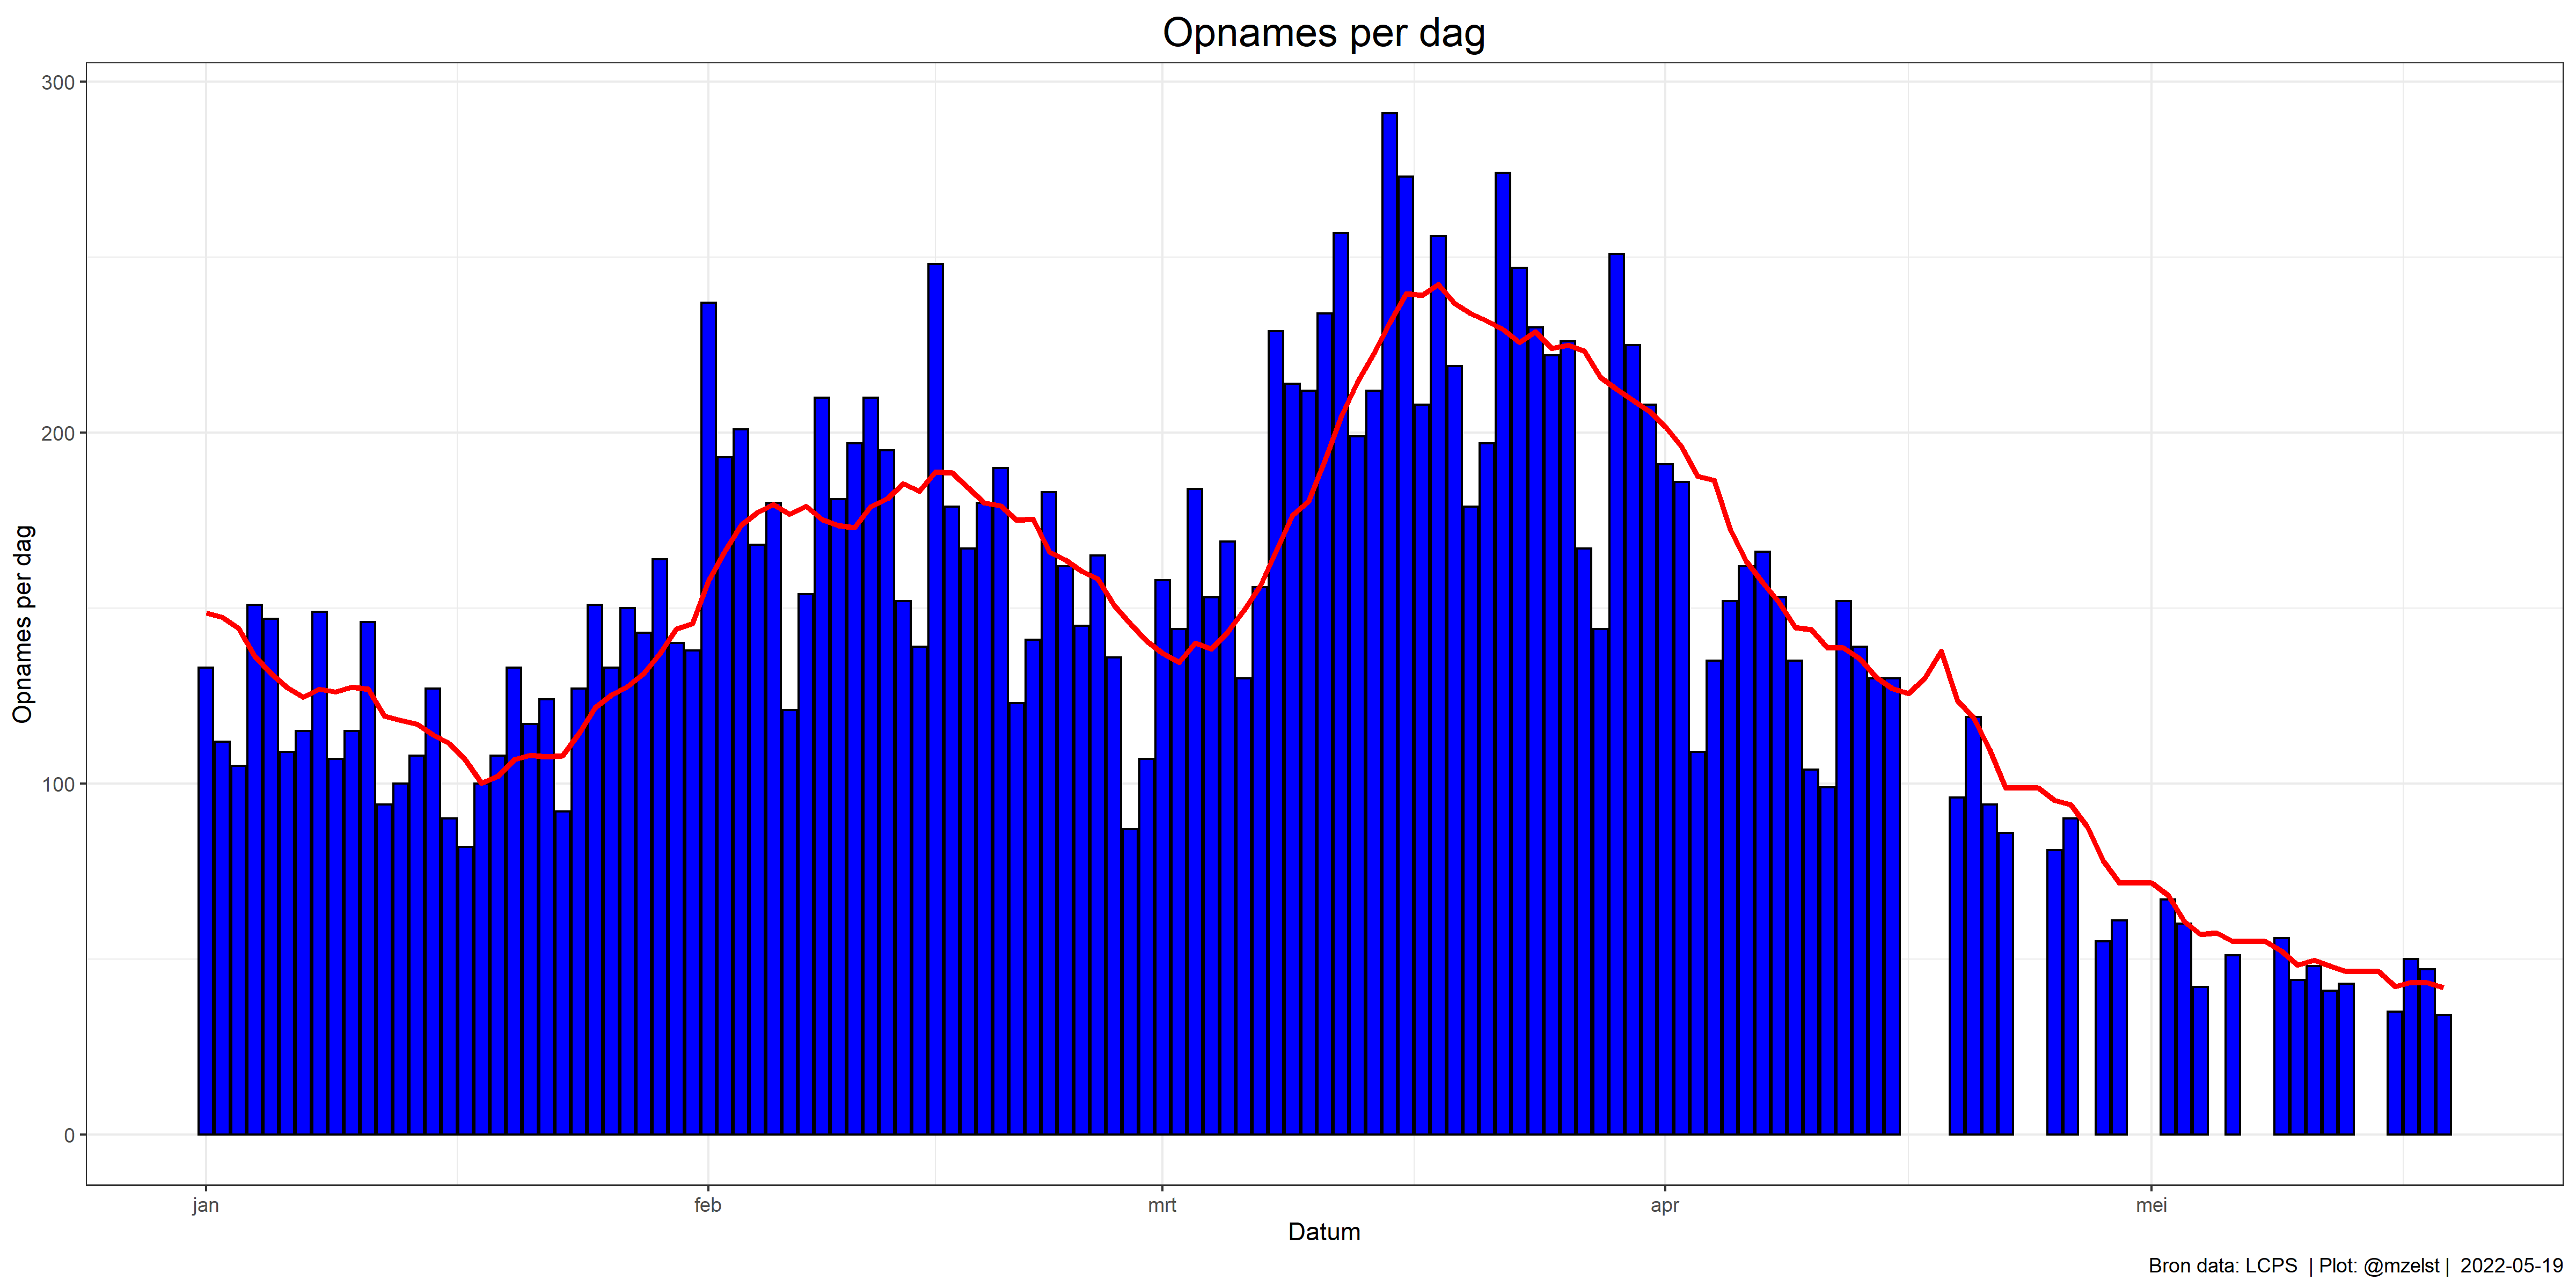 Opnames per dag
Opnames per dag
300
200
100
0
jan feb mrt apr mei
Datum
Bron data: LCPS | Plot: @mzelst | 2022-05-19